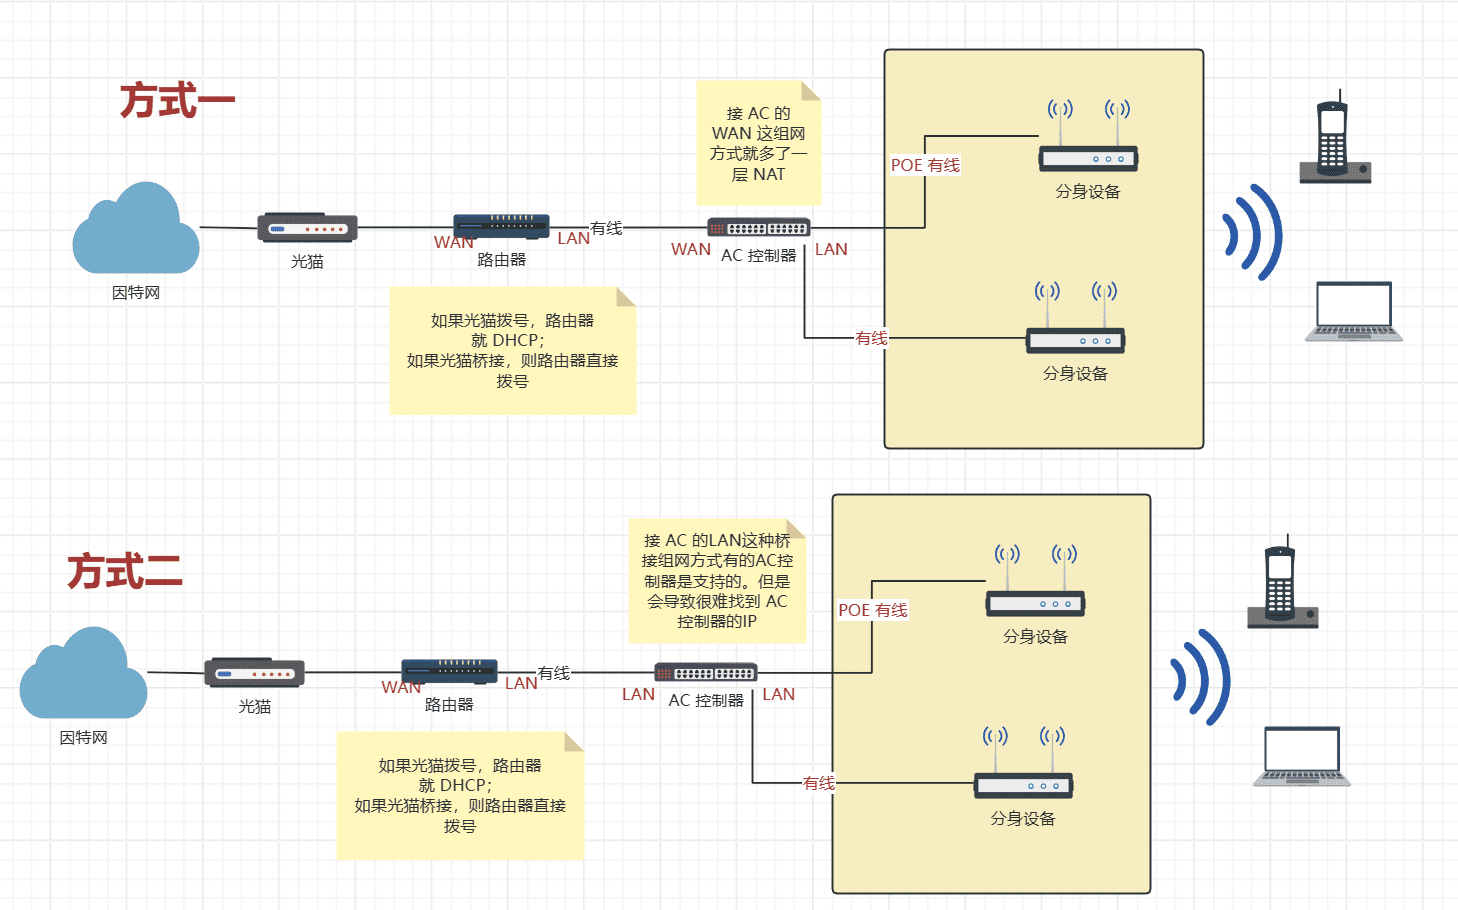 方式一
接 AC 的
WAN 这组网
方式就多了一
层 NAT
POE 有线
分身设备
因特网
光猫
WAN
路由器
LAN
有线
WAN
AC 控制器
LAN
如果光猫拨号，路由器
就 DHCP；
如果光猫桥接，则路由器直接
拨号
有线
分身设备
方式二
接 AC 的LAN这种桥
接组网方式有的AC控
制器是支持的。但是
会导致很难找到 AC
控制器的IP
POE 有线
分身设备
因特网
光猫
WAN
路由器
LAN
有线
LAN
AC 控制器
LAN
如果光猫拨号，路由器
就 DHCP；
如果光猫桥接，则路由器直接
拨号
有线
分身设备